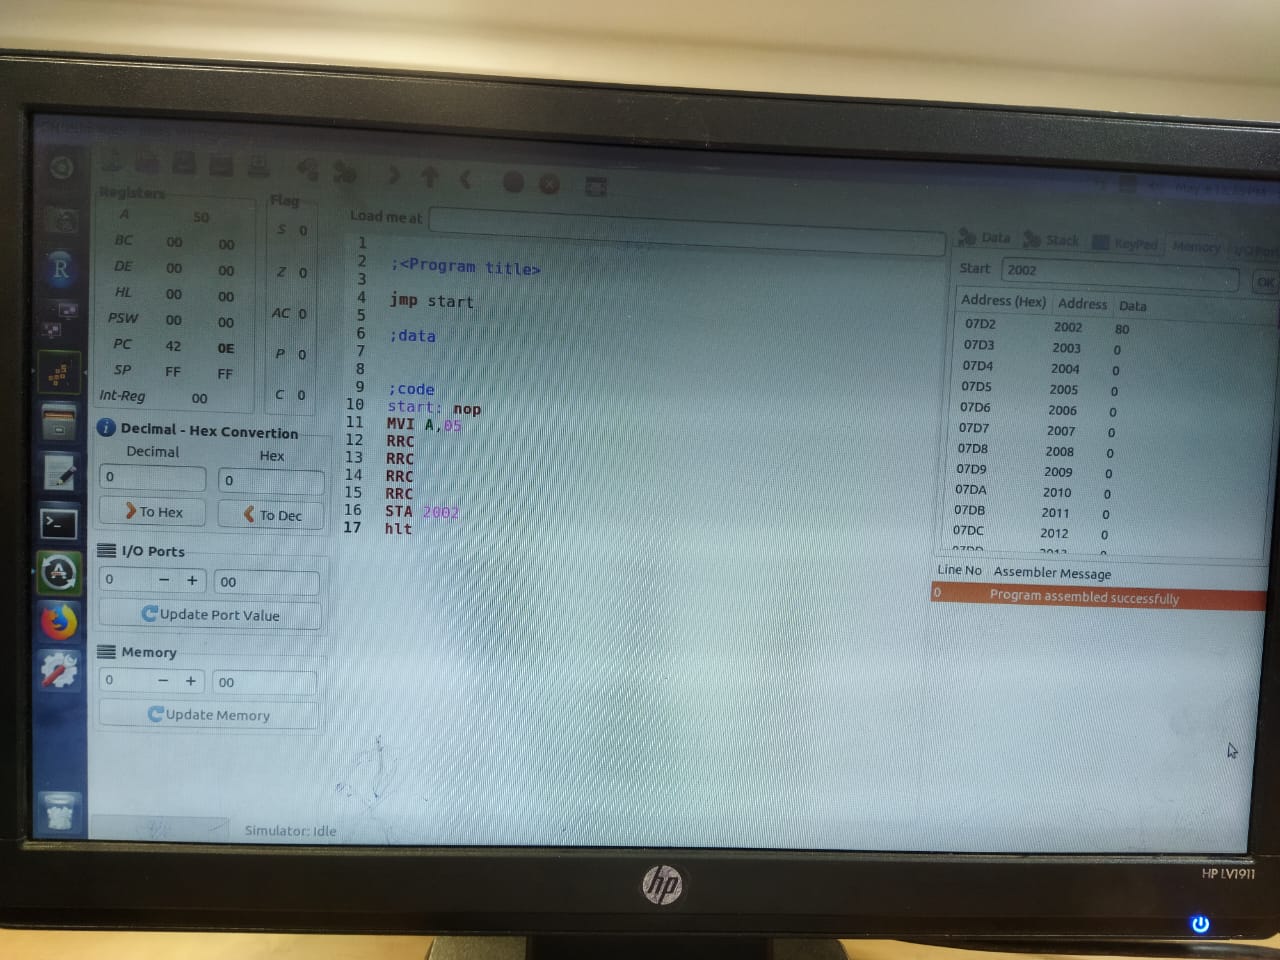 Registers
A 50
BC 00 00
DE 00 00
HL 00 00
PSW 00 00
PC 42 0E
SP FF FF
Int-Reg 00
Flag
S 0
Z 0
AC 0
P 0
C 0
Decimal - Hex Convertion
Decimal Hex
0 0
To Hex To Dec
I/O Ports
0 − + 00
Update Port Value
Memory
0 − + 00
Update Memory
Simulator: Idle
Load me at
1
2 ;<Program title>
3
4 jmp start
5
6 ;data
7
8
9 ;code
10 start: nop
11 MVI A,05
12 RRC
13 RRC
14 RRC
15 RRC
16 STA 2002
17 hlt
Data Stack KeyPad Memory
Start 2002 OK
Address (Hex) Address Data
07D2 2002 80
07D3 2003 0
07D4 2004 0
07D5 2005 0
07D6 2006 0
07D7 2007 0
07D8 2008 0
07D9 2009 0
07DA 2010 0
07DB 2011 0
07DC 2012 0
07DD 2013 0
Line No Assembler Message
0 Program assembled successfully
hp
HP LV1911